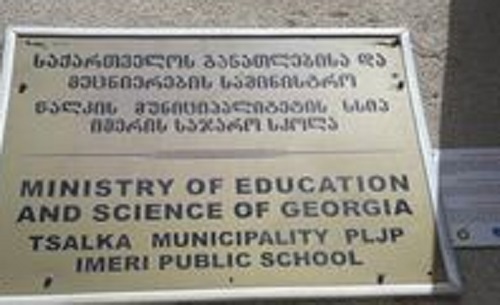 საქართველოს განათლებისა და
მეცნიერების სამინისტრო
წალკის მუნიციპალიტეტის სსიპ
იმერის საჯარო სკოლა
MINISTRY OF EDUCATION
AND SCIENCE OF GEORGIA
TSALKA MUNICIPALITY PLJP
IMERI PUBLIC SCHOOL